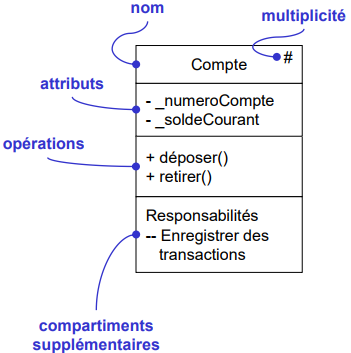 nom
multiplicité
Compte
#
attributs
- _numeroCompte
- _soldeCourant
opérations
+ déposer()
+ retirer()
Responsabilités
-- Enregistrer des
transactions
compartiments
supplémentaires